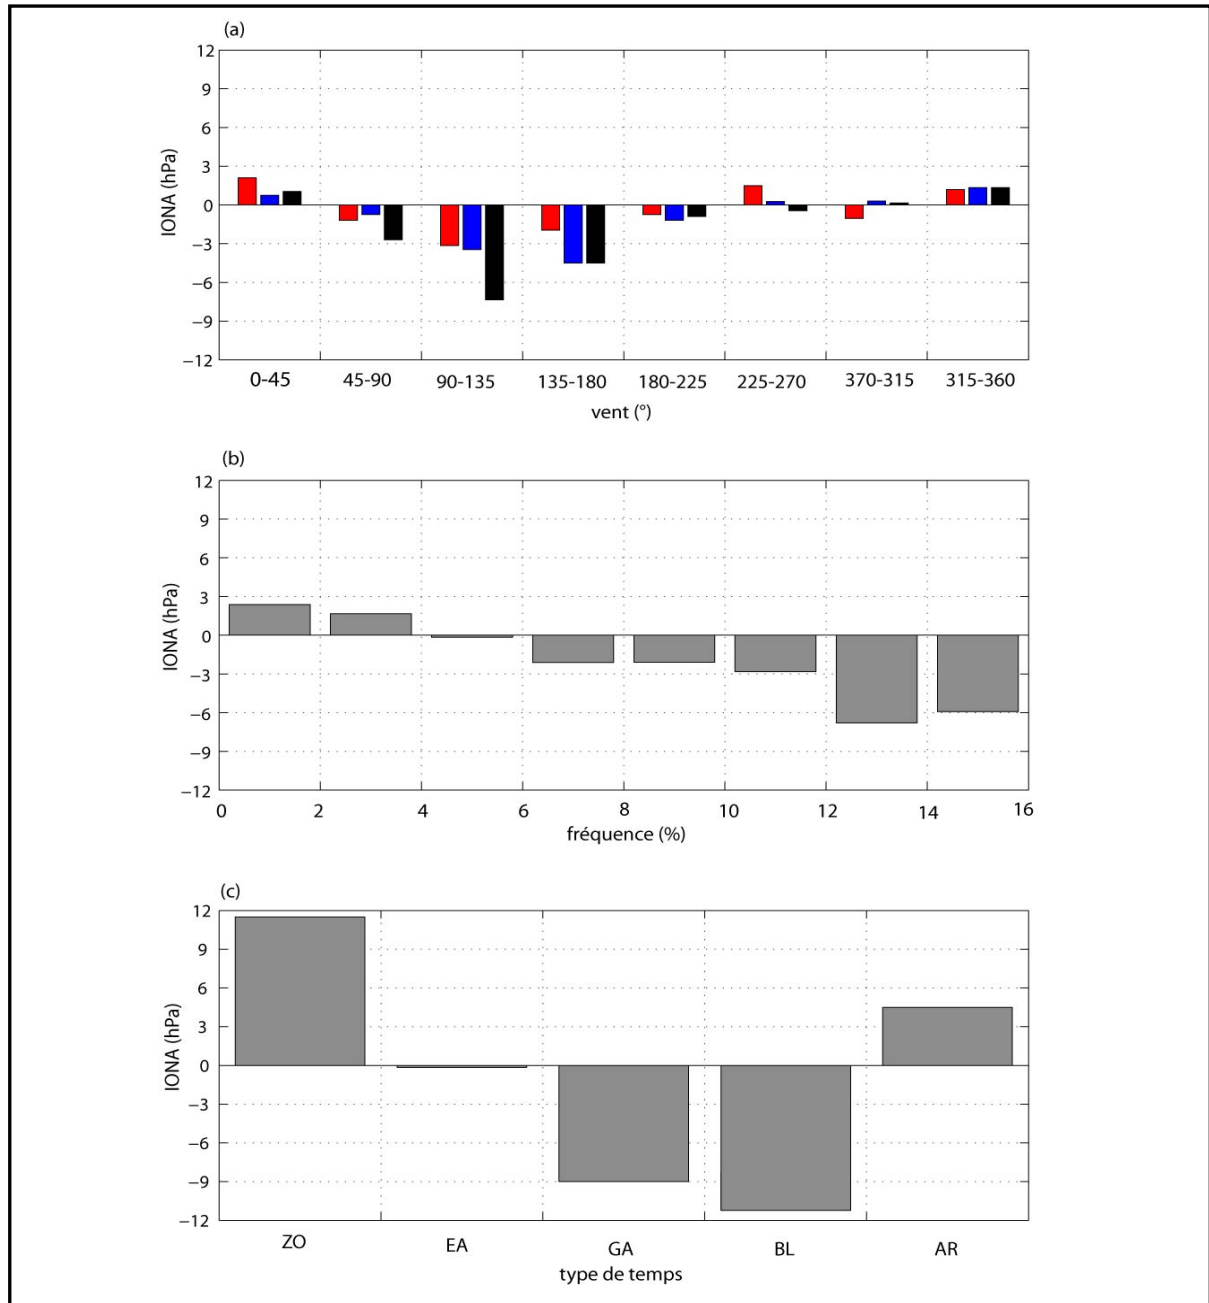 (a)
12
9
6
3
0
−3
−6
−9
−12
IONA (hPa)
0-45 45-90 90-135 135-180 180-225 225-270 370-315 315-360
vent (°)
(b)
12
9
6
3
0
−3
−6
−9
−12
IONA (hPa)
0 2 4 6 8 10 12 14 16
fréquence (%)
(c)
12
9
6
3
0
−3
−6
−9
−12
IONA (hPa)
ZO EA GA BL AR
type de temps